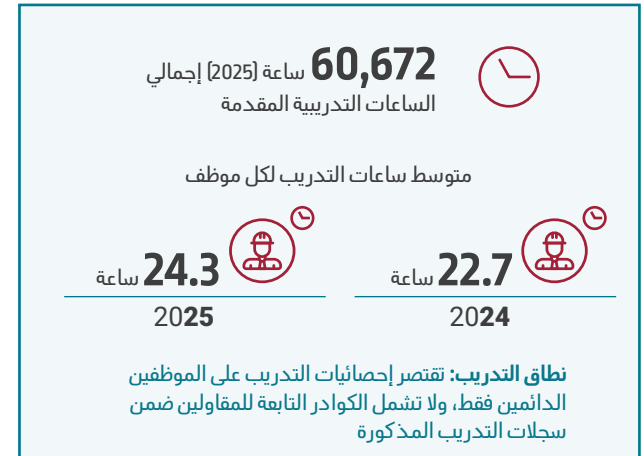 60,672 ساعة (2025) إجمالي
الساعات التدريبية المقدمة
متوسط ساعات التدريب لكل موظف
22.7 ساعة
2024
24.3 ساعة
2025
نطاق التدريب: تقتصر إحصائيات التدريب على الموظفين
الدائمين فقط، ولا تشمل الكوادر التابعة للمقاولين ضمن
سجلات التدريب المذكورة